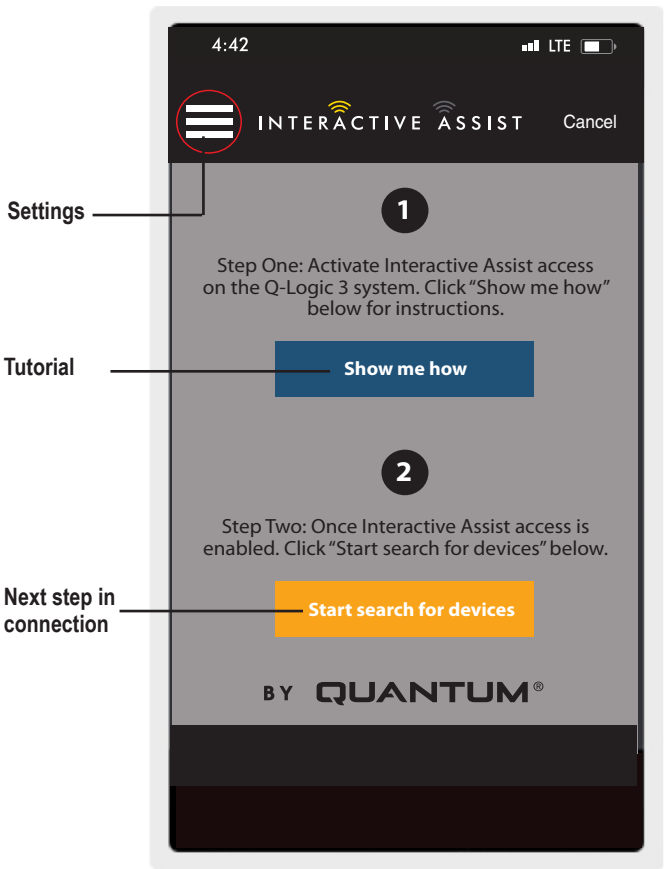 4:42
LTE
INTERACTIVE ASSIST
Cancel
Settings
1
Step One: Activate Interactive Assist access
on the Q-Logic 3 system. Click “Show me how”
below for instructions.
Tutorial
Show me how
2
Step Two: Once Interactive Assist access is
enabled. Click “Start search for devices” below.
Next step in
connection
Start search for devices
BY QUANTUM®